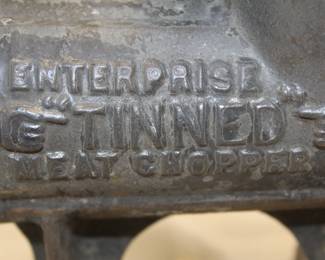 ENTERPRISE
"TINNED"
MEAT CHOPPER